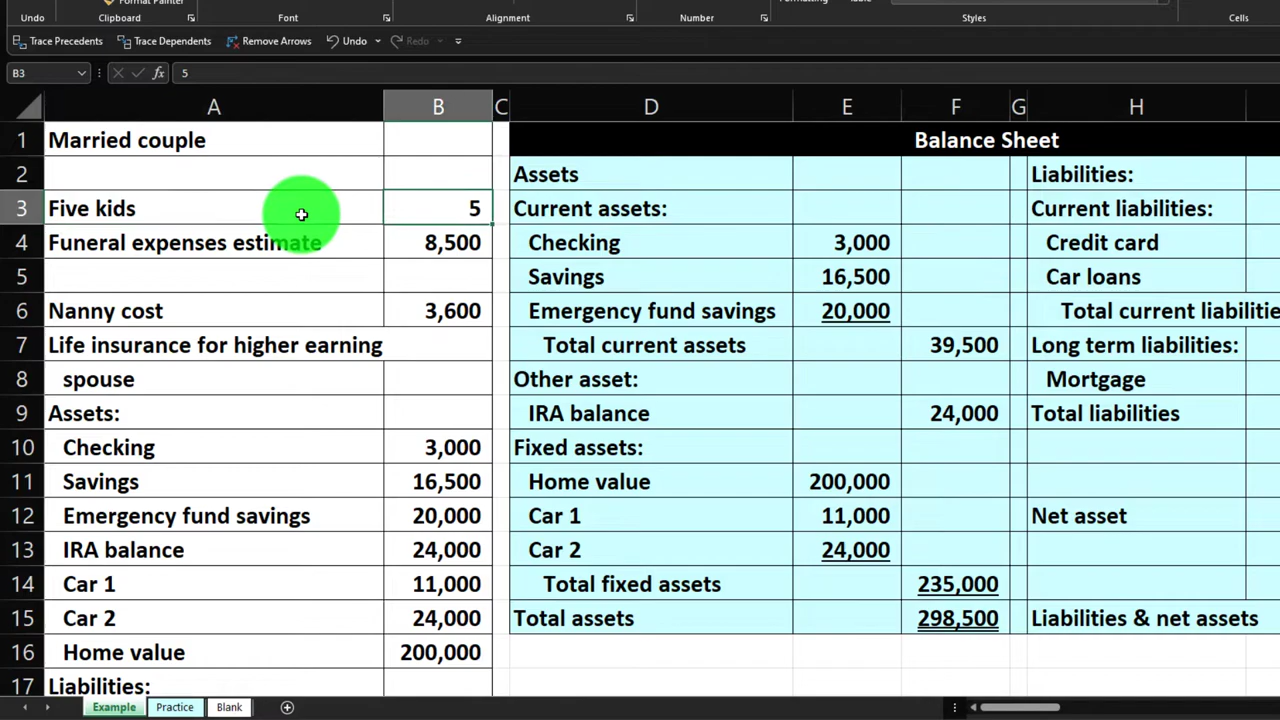 Format Painter
Undo Clipboard Font Alignment Number Styles Cells
Trace Precedents Trace Dependents Remove Arrows Undo Redo
B3 fx 5
A B C D E F G H
1 Married couple Balance Sheet
2 Assets Liabilities:
3 Five kids 5 Current assets: Current liabilities:
4 Funeral expenses estimate 8,500 Checking 3,000 Credit card
5 Savings 16,500 Car loans
6 Nanny cost 3,600 Emergency fund savings 20,000 Total current liabilitie
7 Life insurance for higher earning Total current assets 39,500 Long term liabilities:
8 spouse Other asset: Mortgage
9 Assets: IRA balance 24,000 Total liabilities
10 Checking 3,000 Fixed assets:
11 Savings 16,500 Home value 200,000
12 Emergency fund savings 20,000 Car 1 11,000 Net asset
13 IRA balance 24,000 Car 2 24,000
14 Car 1 11,000 Total fixed assets 235,000
15 Car 2 24,000 Total assets 298,500 Liabilities & net assets
16 Home value 200,000
17 Liabilities:
Example Practice Blank